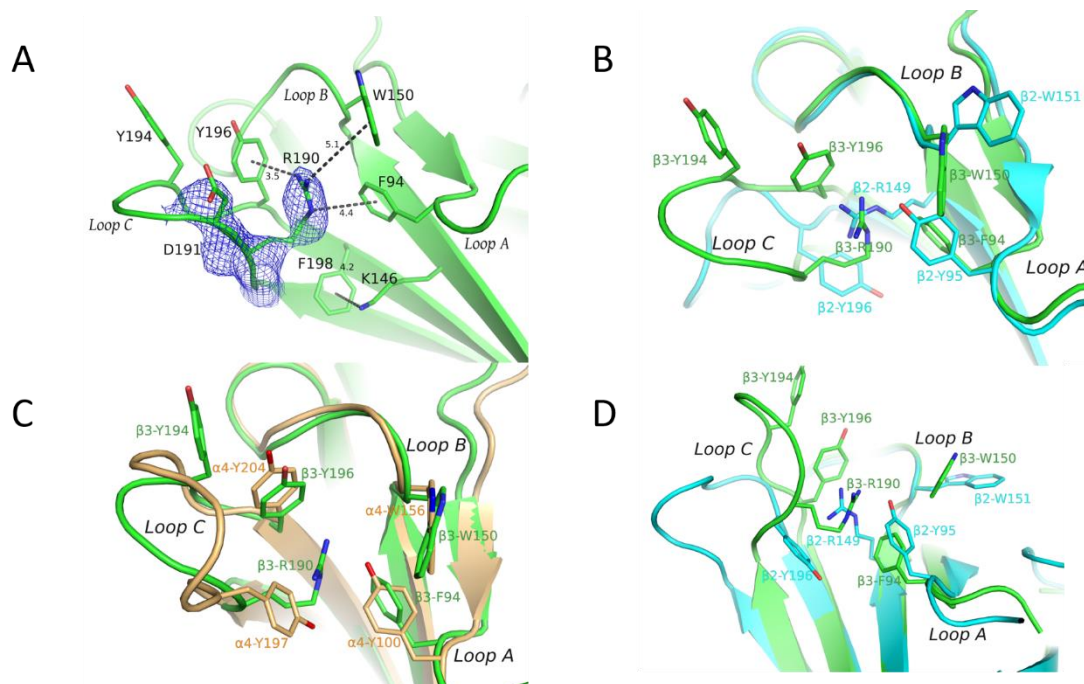 A
Loop B
W150
Y194
Y196
R190
5.1
3.5
F94
4.4
Loop C
D191
Loop A
F198
4.2
K146
B
Loop B
β2-W151
β3-Y194
β3-Y196
β2-R149
β3-W150
Loop C
β3-R190
β3-F94
Loop A
β2-Y196
β2-Y95
C
Loop B
β3-Y194
α4-Y204
β3-Y196
α4-W156
β3-W150
Loop C
β3-R190
β3-F94
α4-Y197
α4-Y100
Loop A
D
β3-Y194
β3-Y196
Loop C
Loop B
β3-W150
β3-R190
β2-W151
β2-R149
β2-Y95
β2-Y196
β3-F94
Loop A